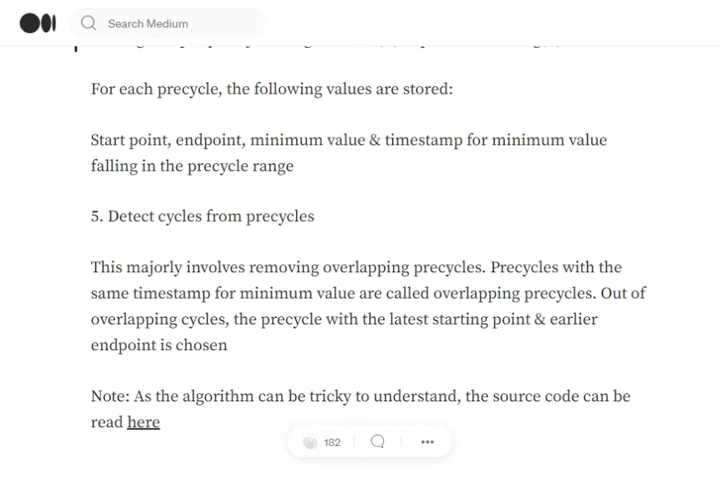 Search Medium
For each precycle, the following values are stored:
Start point, endpoint, minimum value & timestamp for minimum value
falling in the precycle range
5. Detect cycles from precycles
This majorly involves removing overlapping precycles. Precycles with the
same timestamp for minimum value are called overlapping precycles. Out of
overlapping cycles, the precycle with the latest starting point & earlier
endpoint is chosen
Note: As the algorithm can be tricky to understand, the source code can be
read here
182